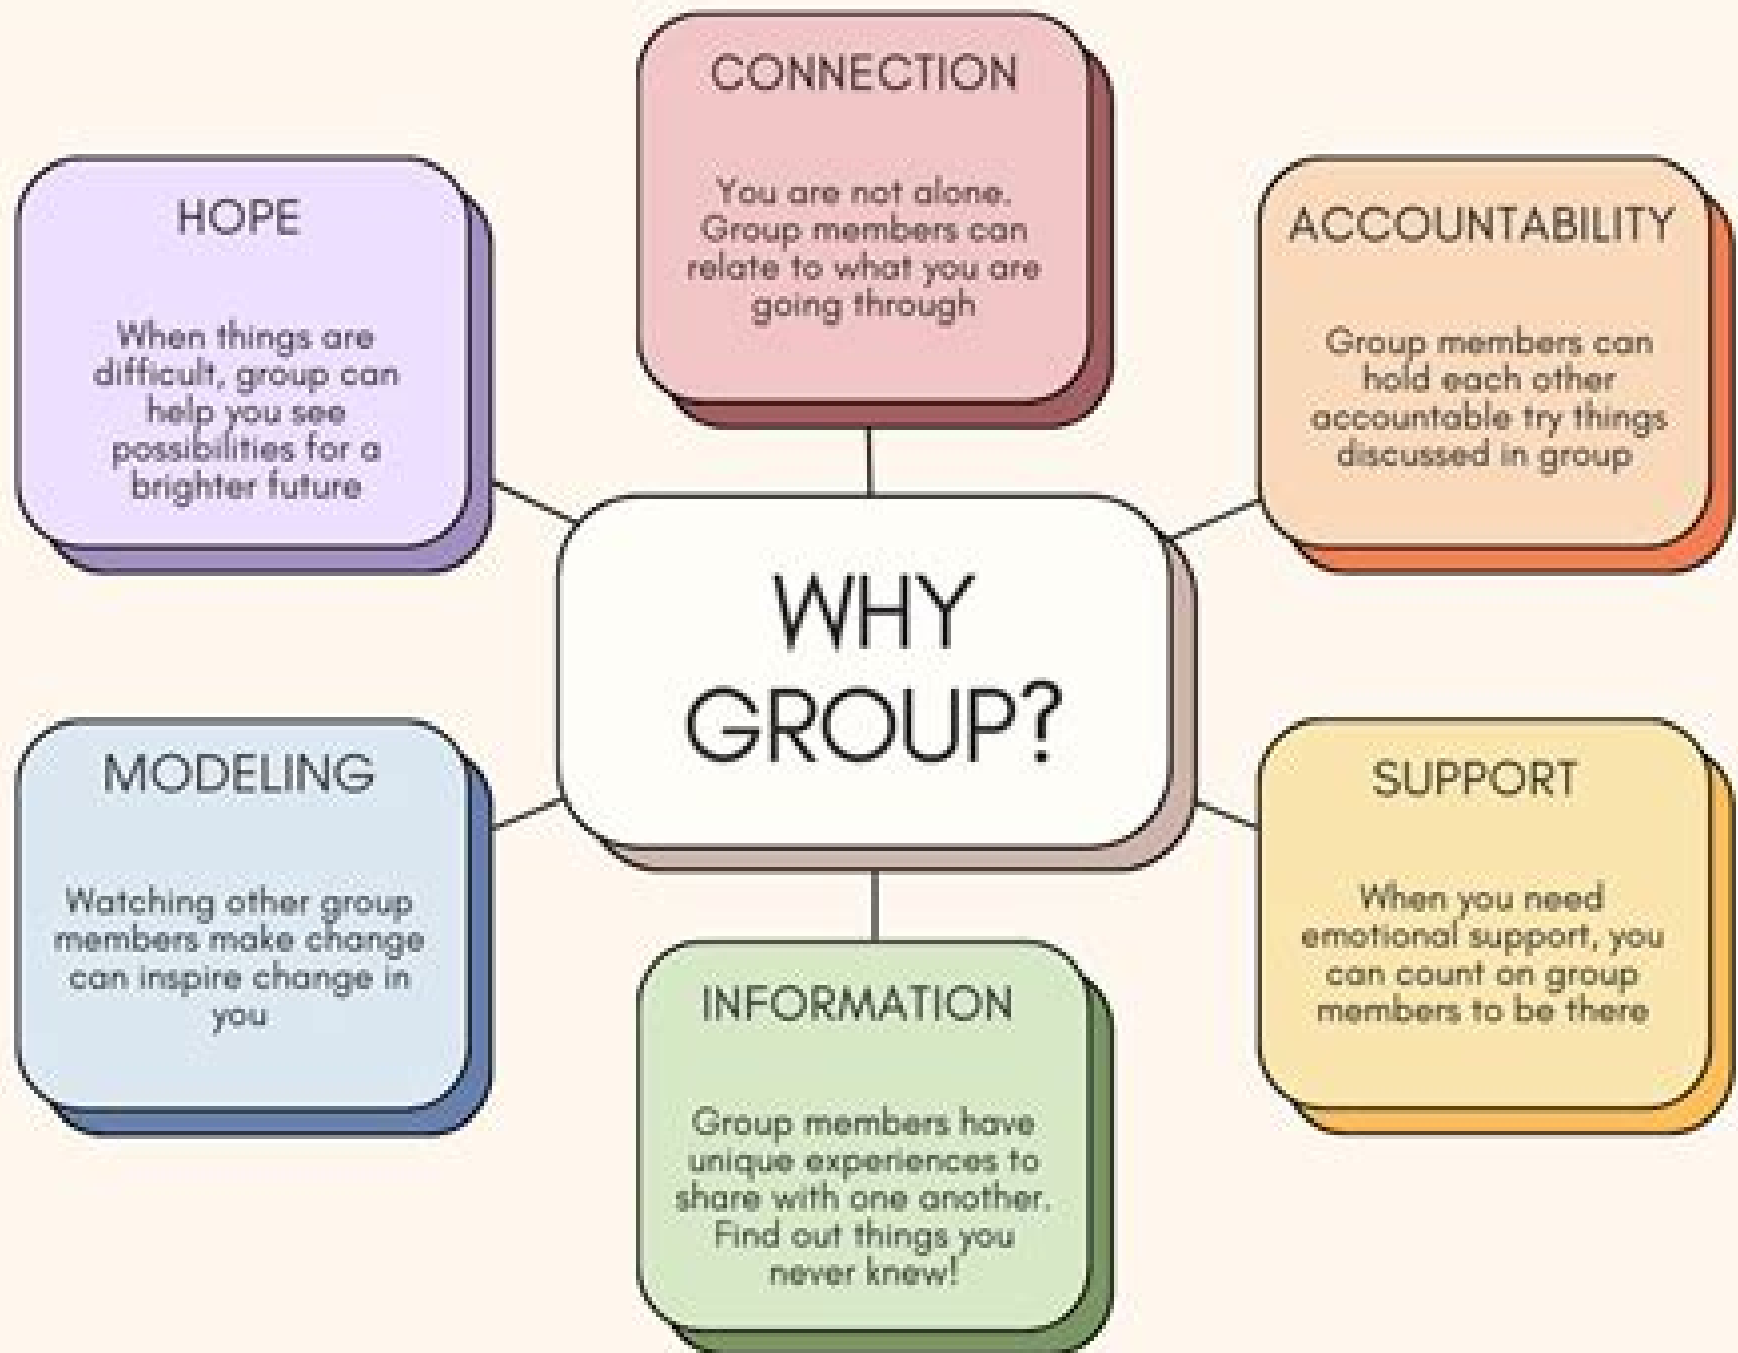 CONNECTION
You are not alone.
Group members can
relate to what you are
going through
HOPE
When things are
difficult, group can
help you see
possibilities for a
brighter future
ACCOUNTABILITY
Group members can
hold each other
accountable try things
discussed in group
WHY
GROUP?
MODELING
Watching other group
members make change
can inspire change in
you
SUPPORT
When you need
emotional support, you
can count on group
members to be there
INFORMATION
Group members have
unique experiences to
share with one another.
Find out things you
never knew!